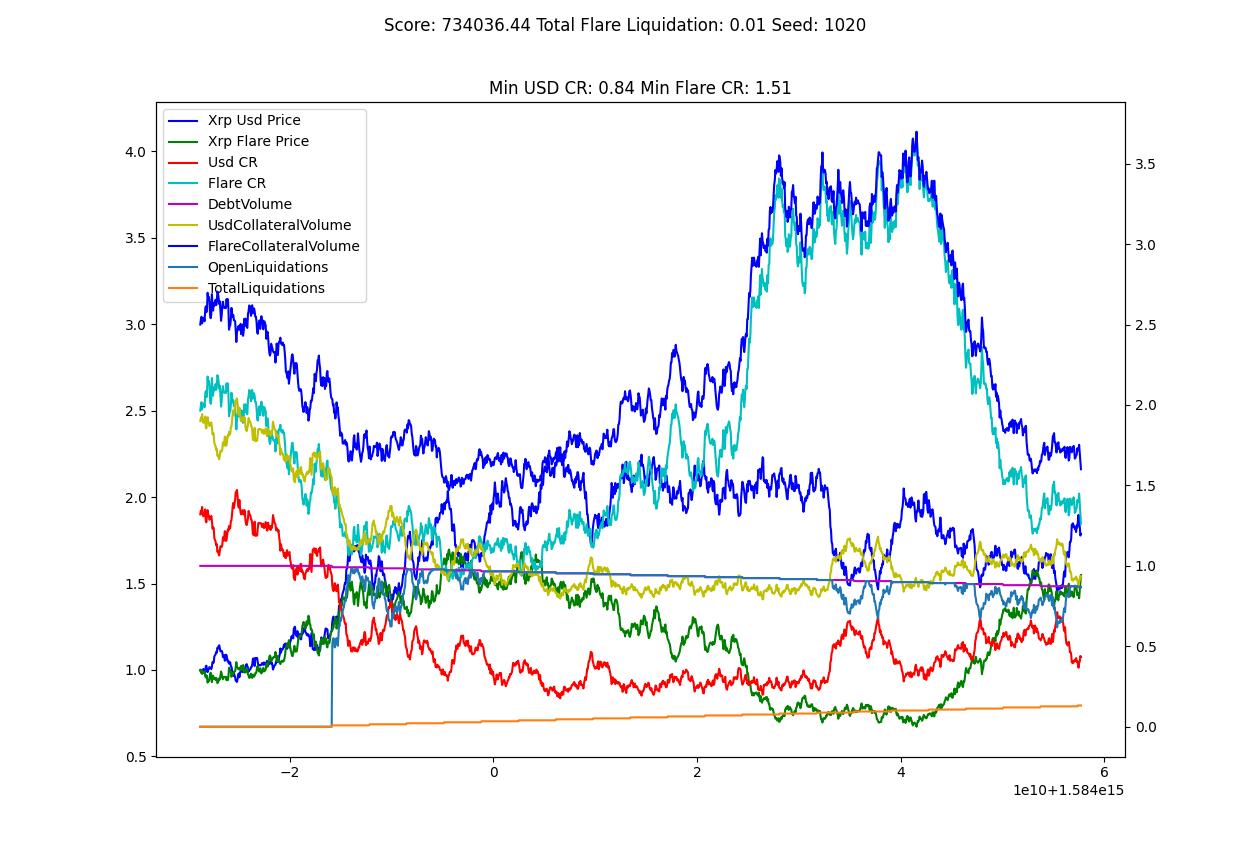 Score: 734036.44 Total Flare Liquidation: 0.01 Seed: 1020
Min USD CR: 0.84 Min Flare CR: 1.51
Xrp Usd Price
Xrp Flare Price
Usd CR
Flare CR
DebtVolume
UsdCollateralVolume
FlareCollateralVolume
OpenLiquidations
TotalLiquidations
4.0
3.5
3.0
2.5
2.0
1.5
1.0
0.5
3.5
3.0
2.5
2.0
1.5
1.0
0.5
0.0
−2 0 2 4 6
1e10+1.584e15